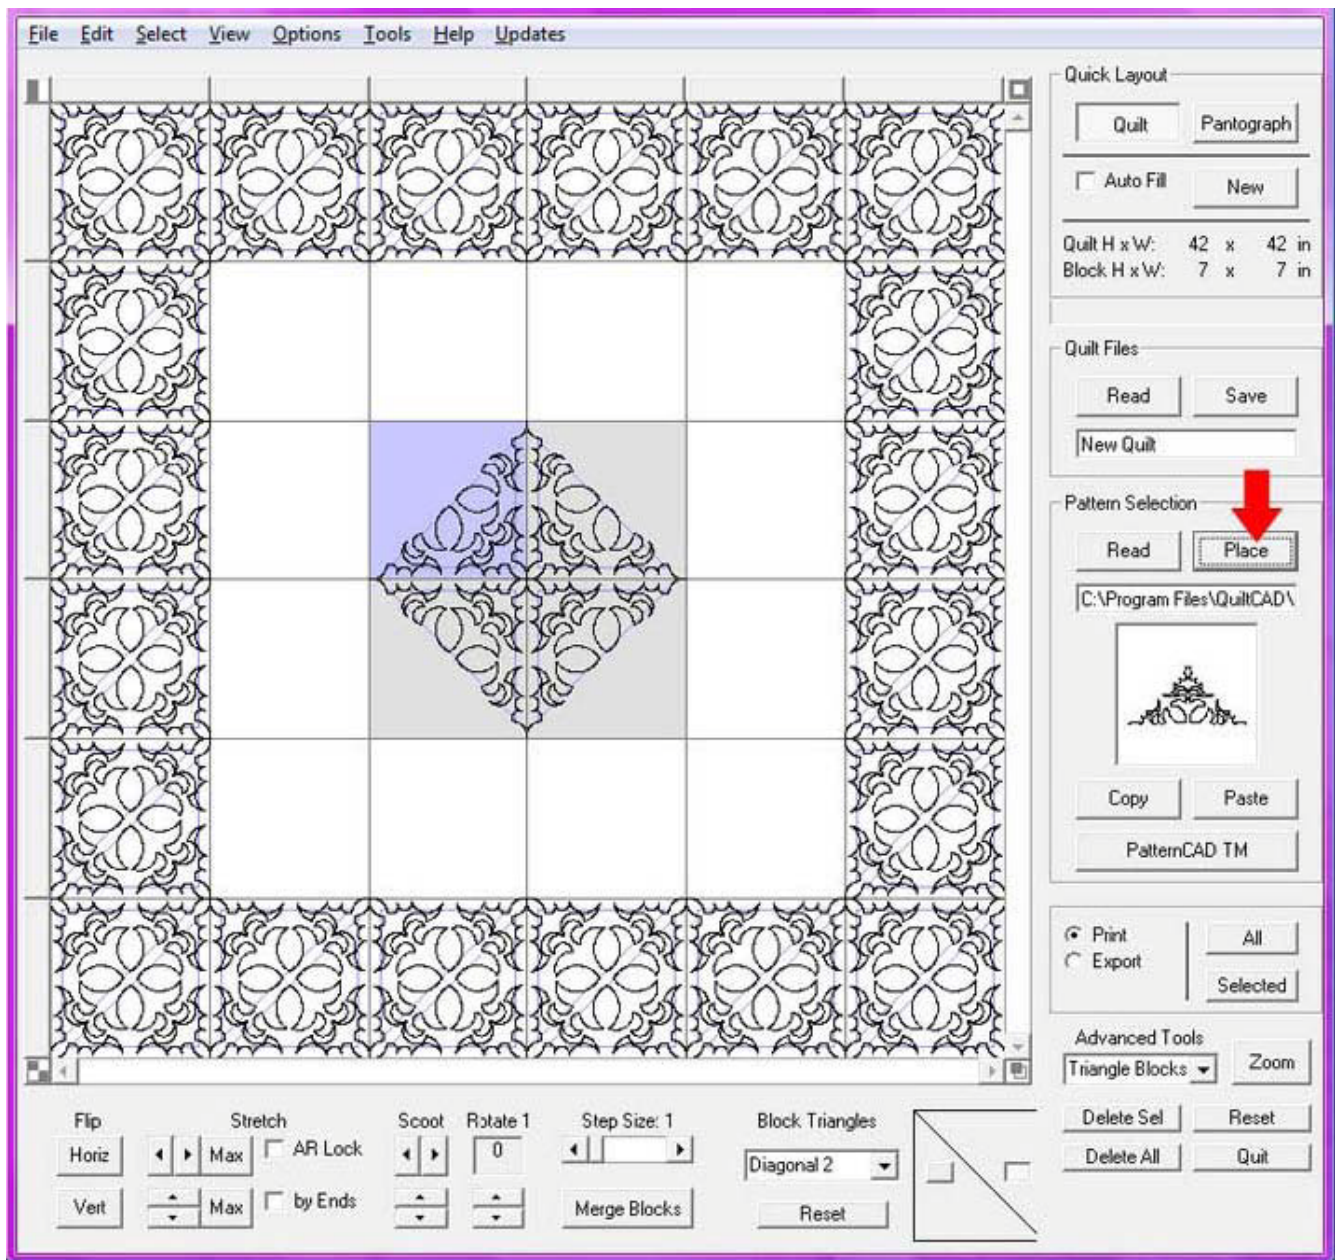 File Edit Select View Options Tools Help Updates
Quick Layout
Quilt Pantograph
Auto Fill New
Quilt H x W: 42 x 42 in
Block H x W: 7 x 7 in
Quilt Files
Read Save
New Quilt
Pattern Selection
Read Place
C:\Program Files\QuiltCAD\
Copy Paste
PatternCAD TM
Print All
Export
Selected
Advanced Tools
Triangle Blocks Zoom
Delete Sel Reset
Delete All Quit
Flip Stretch Scoot Rotate 1 Step Size: 1 Block Triangles
Horiz Max AR Lock 0 Diagonal 2
Vert Max by Ends Merge Blocks Reset